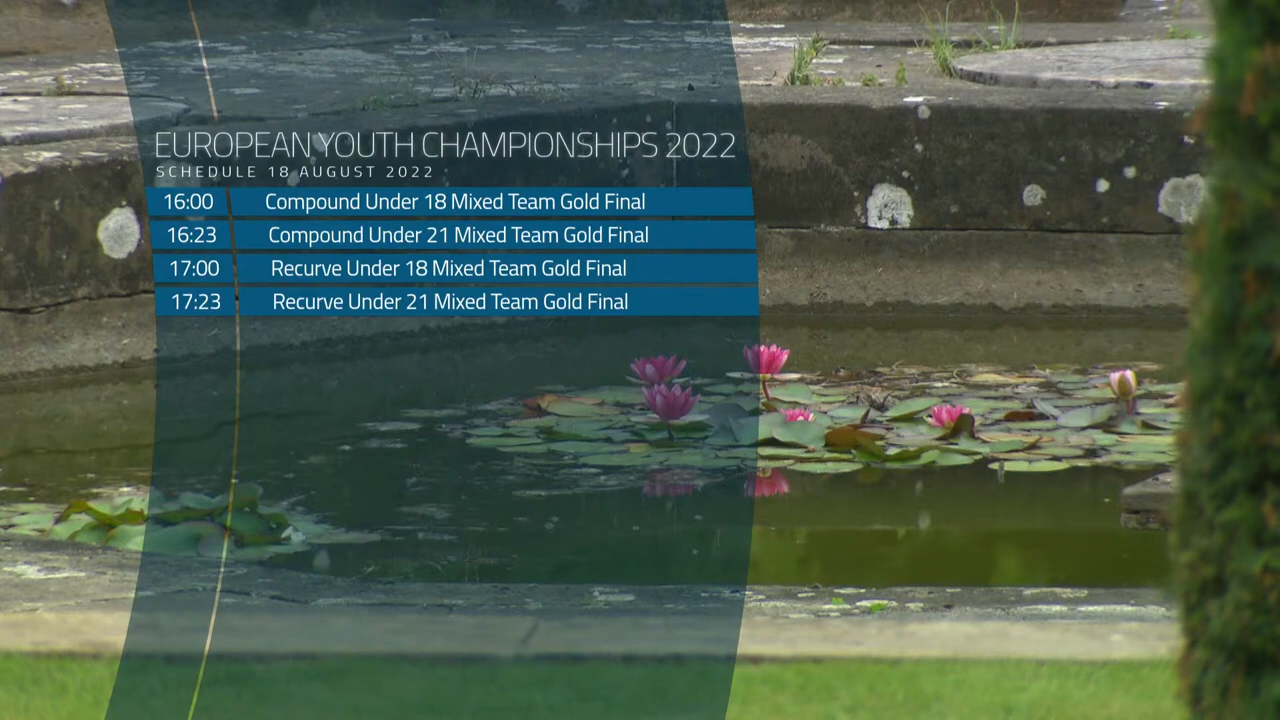 EUROPEAN YOUTH CHAMPIONSHIPS 2022
SCHEDULE 18 AUGUST 2022
16:00 Compound Under 18 Mixed Team Gold Final
16:23 Compound Under 21 Mixed Team Gold Final
17:00 Recurve Under 18 Mixed Team Gold Final
17:23 Recurve Under 21 Mixed Team Gold Final